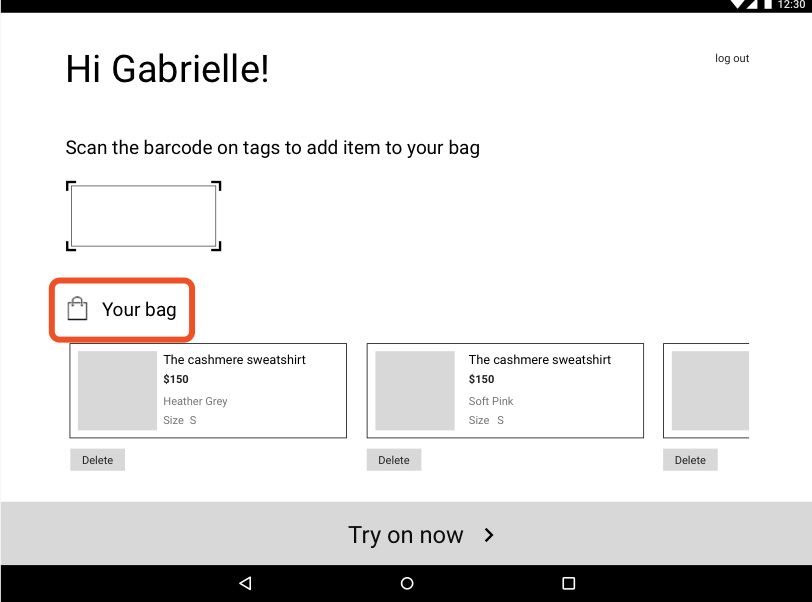 12:30
Hi Gabrielle!
log out
Scan the barcode on tags to add item to your bag
Your bag
The cashmere sweatshirt
$150
Heather Grey
Size S
Delete
The cashmere sweatshirt
$150
Soft Pink
Size S
Delete
Delete
Try on now